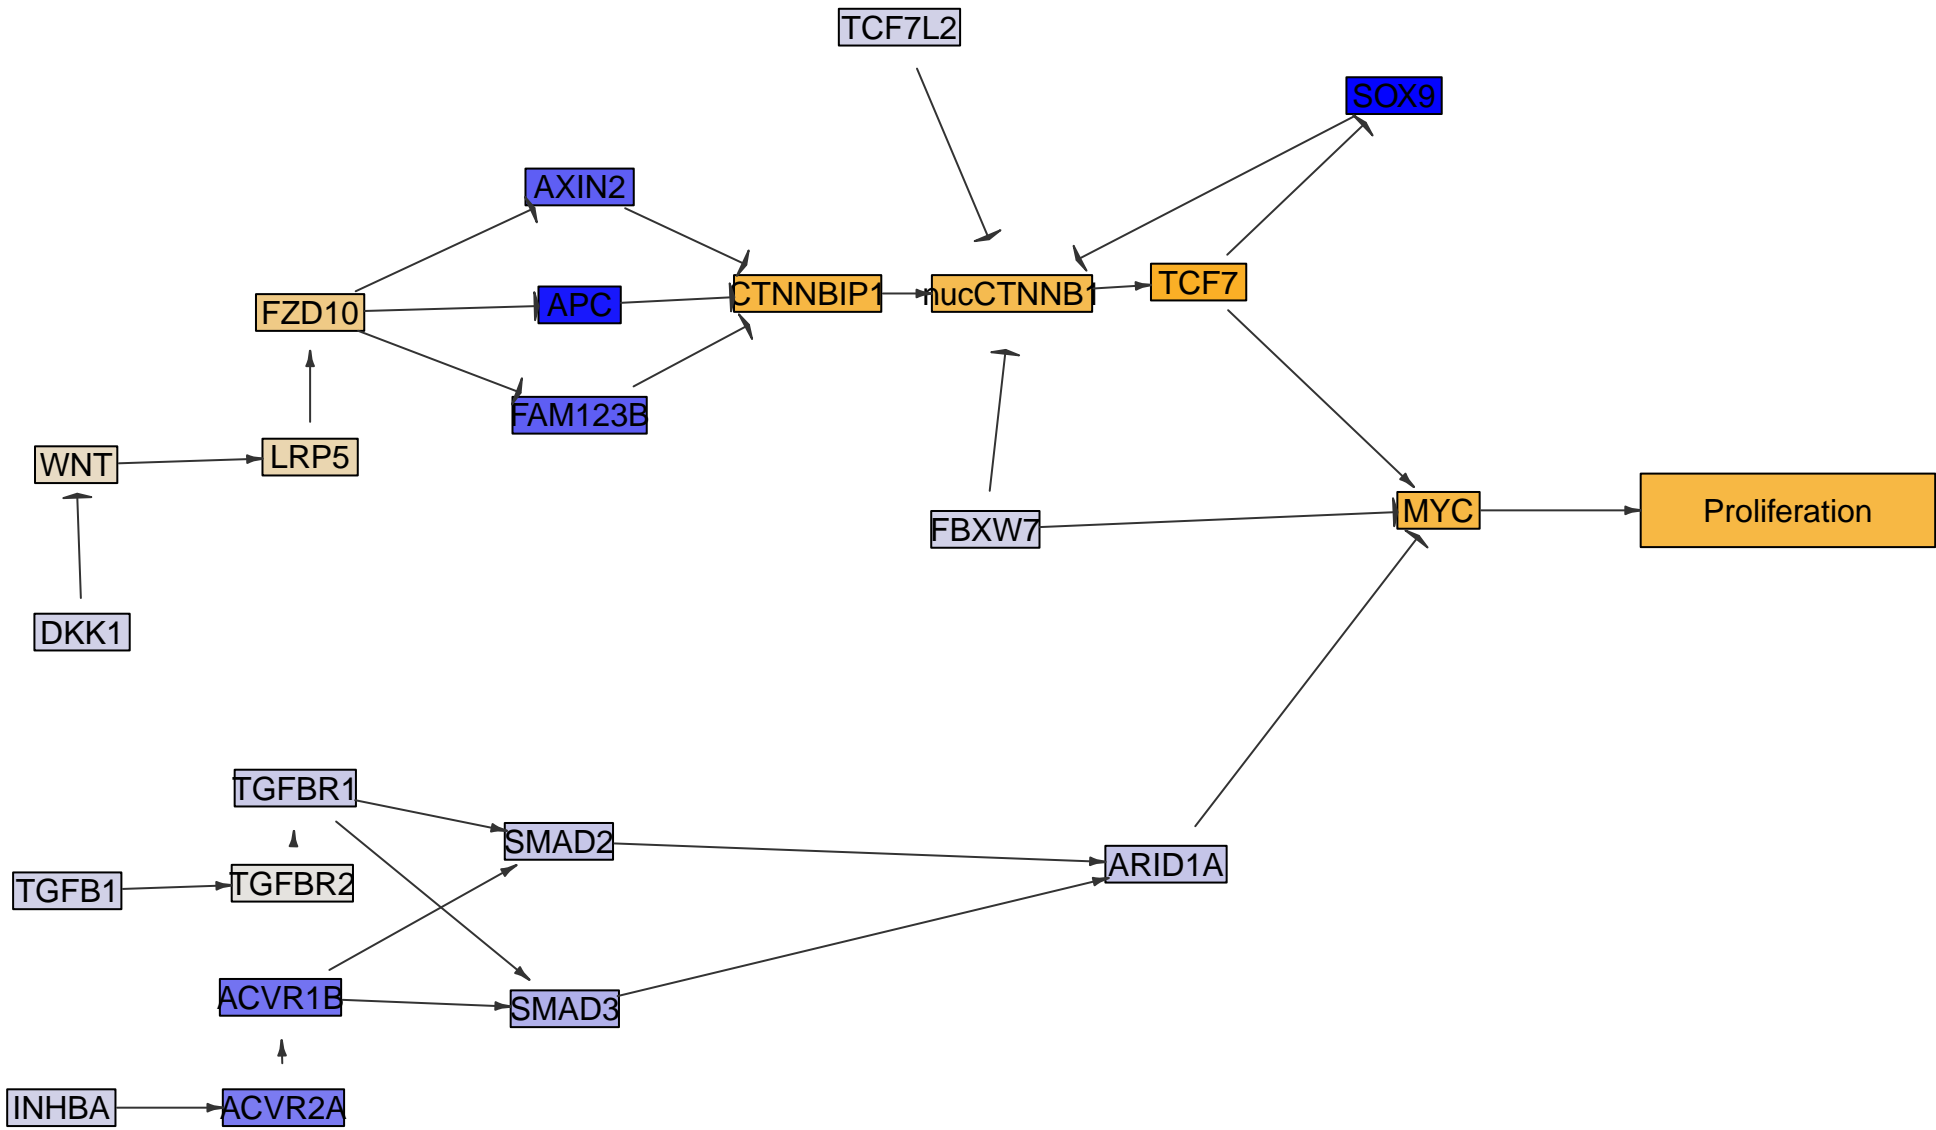 TCF7L2
SOX9
AXIN2
FZD10
APC
CTNNBIP1
nucCTNNB1
TCF7
FAM123B
WNT
LRP5
FBXW7
MYC
Proliferation
DKK1
TGFBR1
SMAD2
TGFB1
TGFBR2
ARID1A
ACVR1B
SMAD3
INHBA
ACVR2A